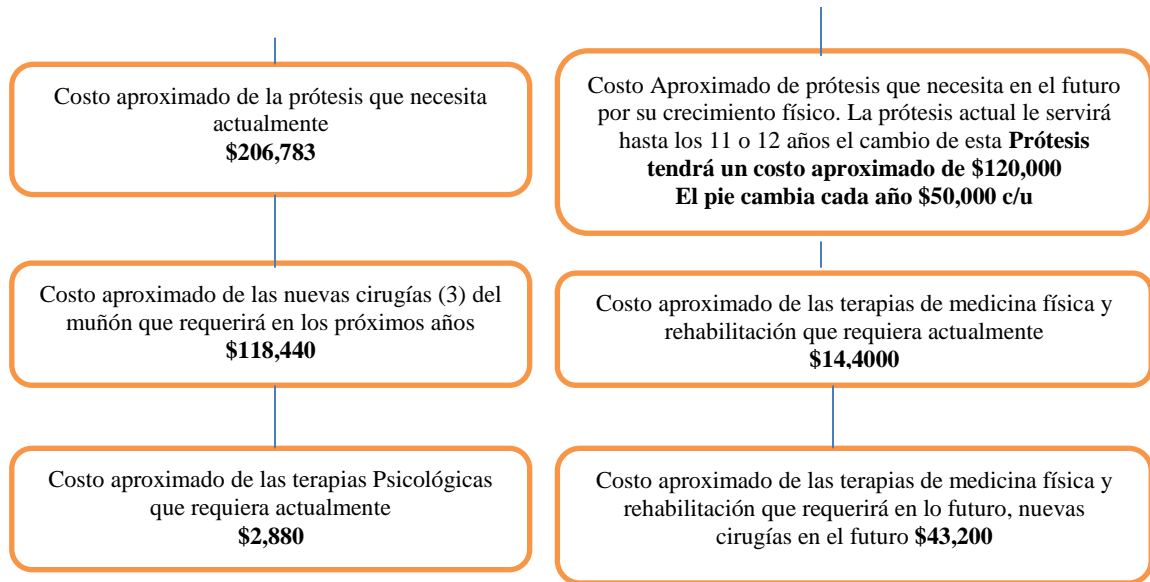 Costo aproximado de la prótesis que necesita
actualmente
$206,783
Costo Aproximado de prótesis que necesita en el futuro
por su crecimiento físico. La prótesis actual le servirá
hasta los 11 o 12 años el cambio de esta Prótesis
tendrá un costo aproximado de $120,000
El pie cambia cada año $50,000 c/u
Costo aproximado de las nuevas cirugías (3) del
muñón que requerirá en los próximos años
$118,440
Costo aproximado de las terapias de medicina física y
rehabilitación que requiera actualmente
$14,4000
Costo aproximado de las terapias Psicológicas
que requiera actualmente
$2,880
Costo aproximado de las terapias de medicina física y
rehabilitación que requerirá en lo futuro, nuevas
cirugías en el futuro $43,200